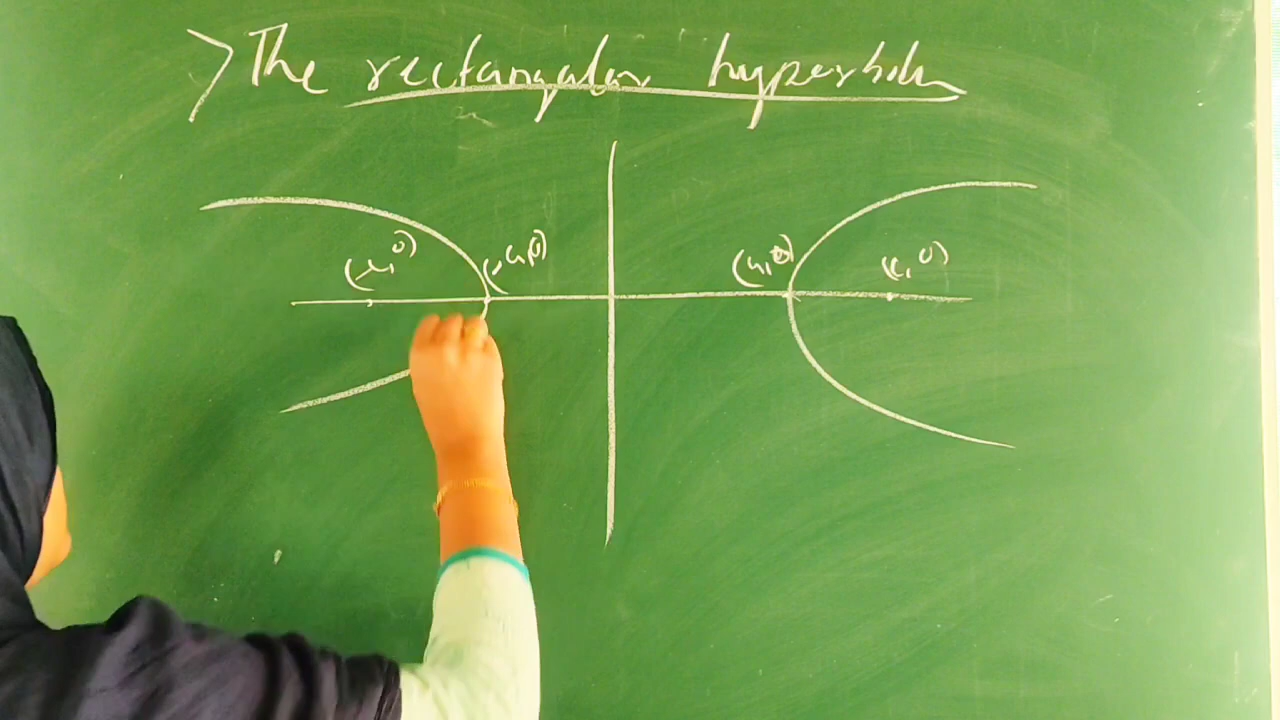 > The rectangular hyperbola
(-c,0) (-a,0) (a,0) (c,0)